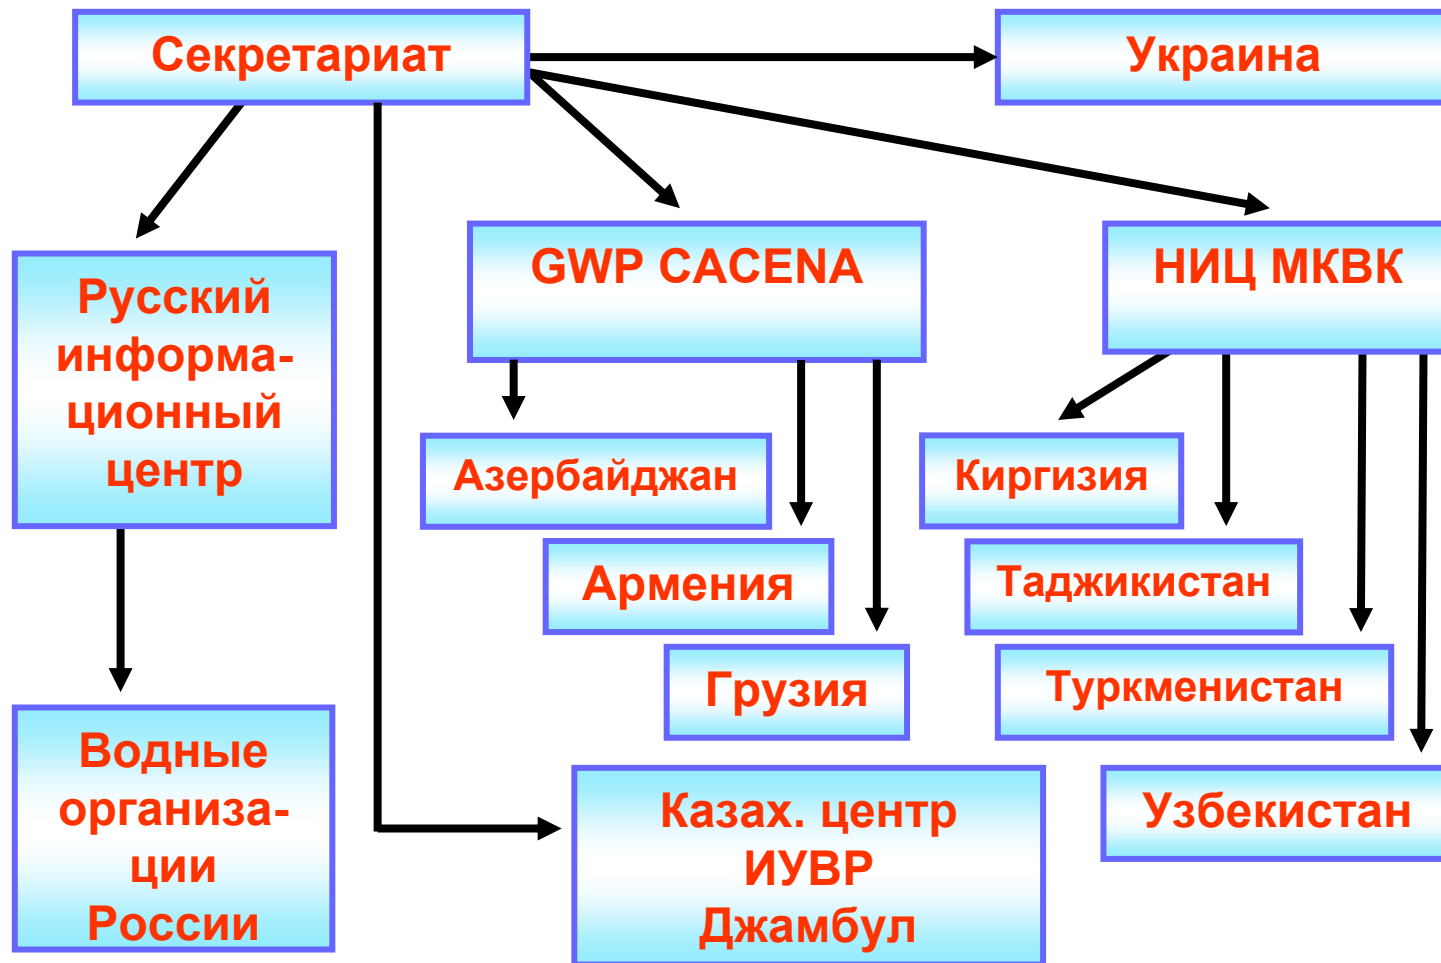 Секретариат
Украина
GWP CACENA
НИЦ МКВК
Русский
информа-
ционный
центр
Азербайджан
Киргизия
Армения
Таджикистан
Грузия
Туркменистан
Водные
организа-
ции
России
Казах. центр
ИУВР
Джамбул
Узбекистан